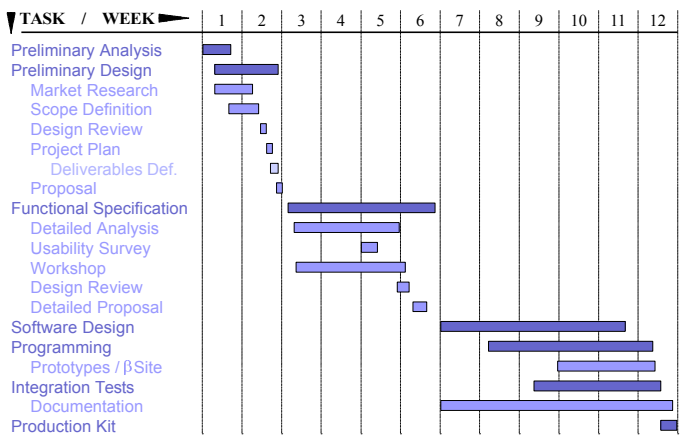 TASK / WEEK 1 2 3 4 5 6 7 8 9 10 11 12
Preliminary Analysis
Preliminary Design
Market Research
Scope Definition
Design Review
Project Plan
Deliverables Def.
Proposal
Functional Specification
Detailed Analysis
Usability Survey
Workshop
Design Review
Detailed Proposal
Software Design
Programming
Prototypes / β Site
Integration Tests
Documentation
Production Kit